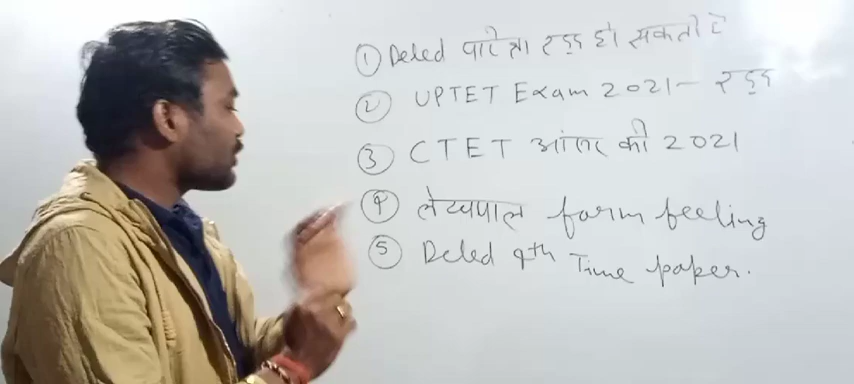 ① Deled परीक्षा रद्द हो सकती है
② UPTET Exam 2021 - रद्द
③ CTET आंसर की 2021
④ लेखपाल farm feeling
⑤ Deled 4th Time paper.